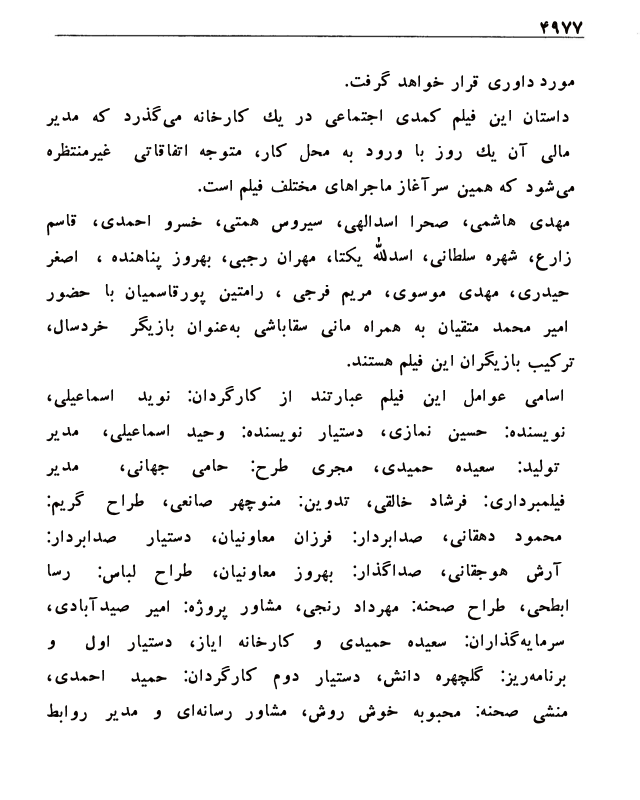 ۴۹۷۷
مورد داوری قرار خواهد گرفت.
داستان این فیلم کمدی اجتماعی در یك کارخانه می‌گذرد که مدیر
مالی آن یك روز با ورود به محل کار، متوجه اتفاقاتی غیرمنتظره
می‌شود که همین سرآغاز ماجراهای مختلف فیلم است.
مهدی هاشمی، صحرا اسدالهی، سیروس همتی، خسرو احمدی، قاسم
زارع، شهره سلطانی، اسدالله یکتا، مهران رجبی، بهروز پناهنده ، اصغر
حیدری، مهدی موسوی، مریم فرجی ، رامتین پورقاسمیان با حضور
امیر محمد متقیان به همراه مانی سقاباشی به‌عنوان بازیگر خردسال،
ترکیب بازیگران این فیلم هستند.
اسامی عوامل این فیلم عبارتند از کارگردان: نوید اسماعیلی،
نویسنده: حسین نمازی، دستیار نویسنده: وحید اسماعیلی، مدیر
تولید: سعیده حمیدی، مجری طرح: حامی جهانی، مدیر
فیلمبرداری: فرشاد خالقی، تدوین: منوچهر صانعی، طراح گریم:
محمود دهقانی، صدابردار: فرزان معاونیان، دستیار صدابردار:
آرش هوجقانی، صداگذار: بهروز معاونیان، طراح لباس: رسا
ابطحی، طراح صحنه: مهرداد رنجی، مشاور پروژه: امیر صیدآبادی،
سرمایه‌گذاران: سعیده حمیدی و کارخانه ایاز، دستیار اول و
برنامه‌ریز: گلچهره دانش، دستیار دوم کارگردان: حمید احمدی،
منشی صحنه: محبوبه خوش روش، مشاور رسانه‌ای و مدیر روابط